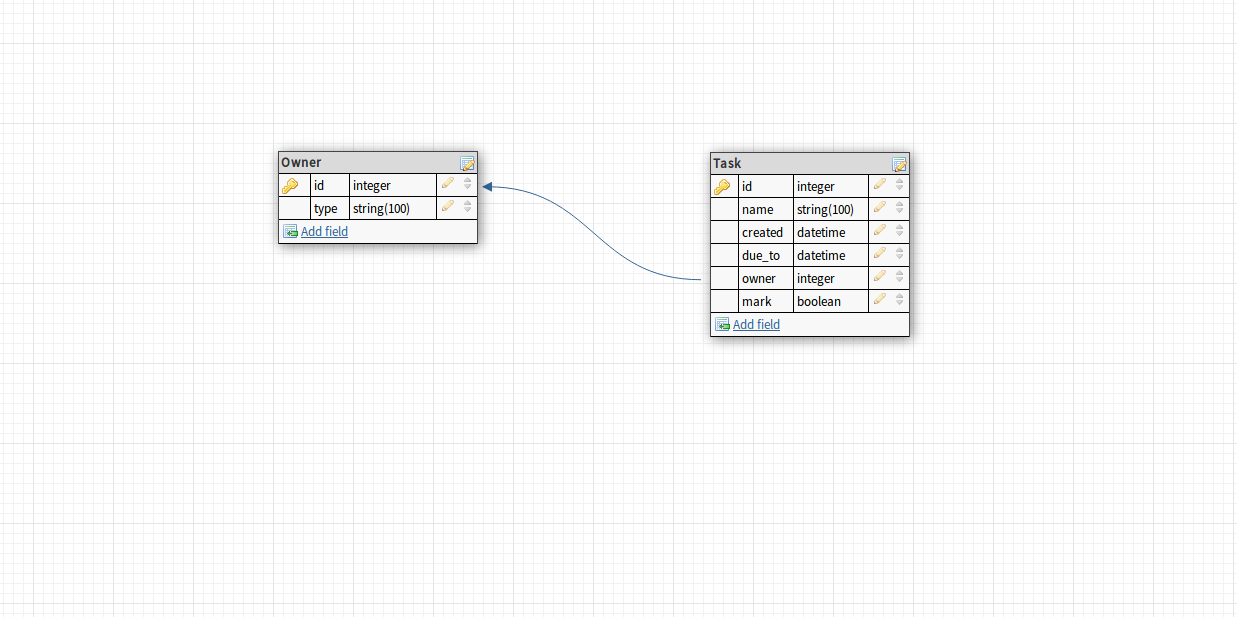 Owner
id integer
type string(100)
Add field
Task
id integer
name string(100)
created datetime
due_to datetime
owner integer
mark boolean
Add field